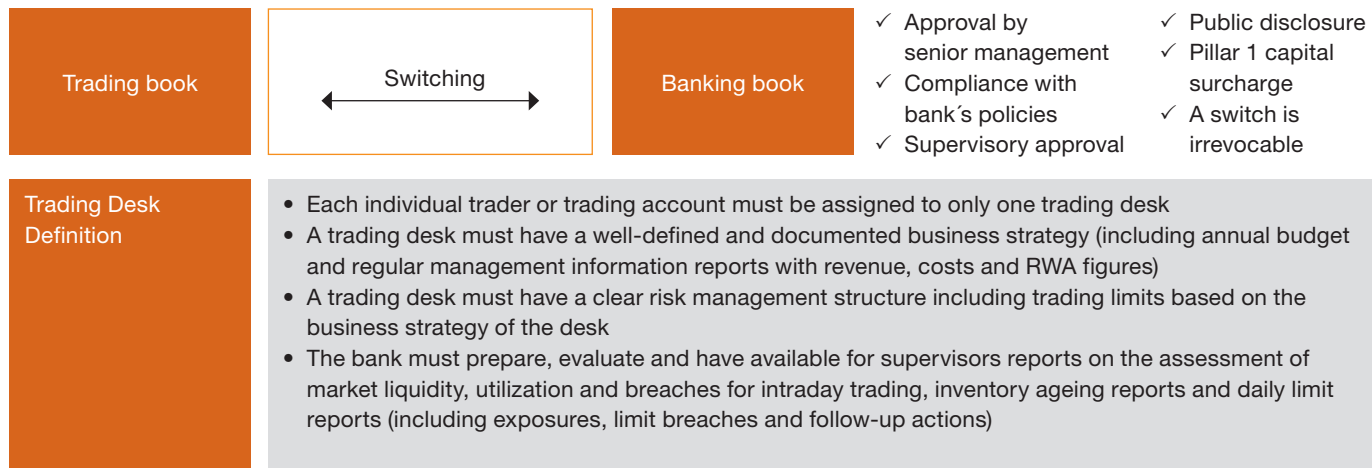 Trading book
Switching
Banking book
✓ Approval by
senior management
✓ Compliance with
bank´s policies
✓ Supervisory approval
✓ Public disclosure
✓ Pillar 1 capital
surcharge
✓ A switch is
irrevocable
Trading Desk
Definition
• Each individual trader or trading account must be assigned to only one trading desk
• A trading desk must have a well-defined and documented business strategy (including annual budget
and regular management information reports with revenue, costs and RWA figures)
• A trading desk must have a clear risk management structure including trading limits based on the
business strategy of the desk
• The bank must prepare, evaluate and have available for supervisors reports on the assessment of
market liquidity, utilization and breaches for intraday trading, inventory ageing reports and daily limit
reports (including exposures, limit breaches and follow-up actions)